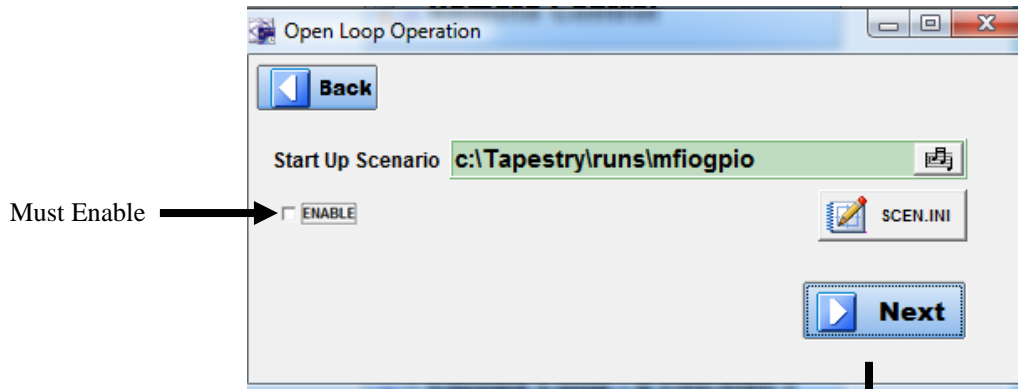 Open Loop Operation
Back
Start Up Scenario c:\Tapestry\runs\mfiogpio
Must Enable ENABLE
SCEN.INI
Next